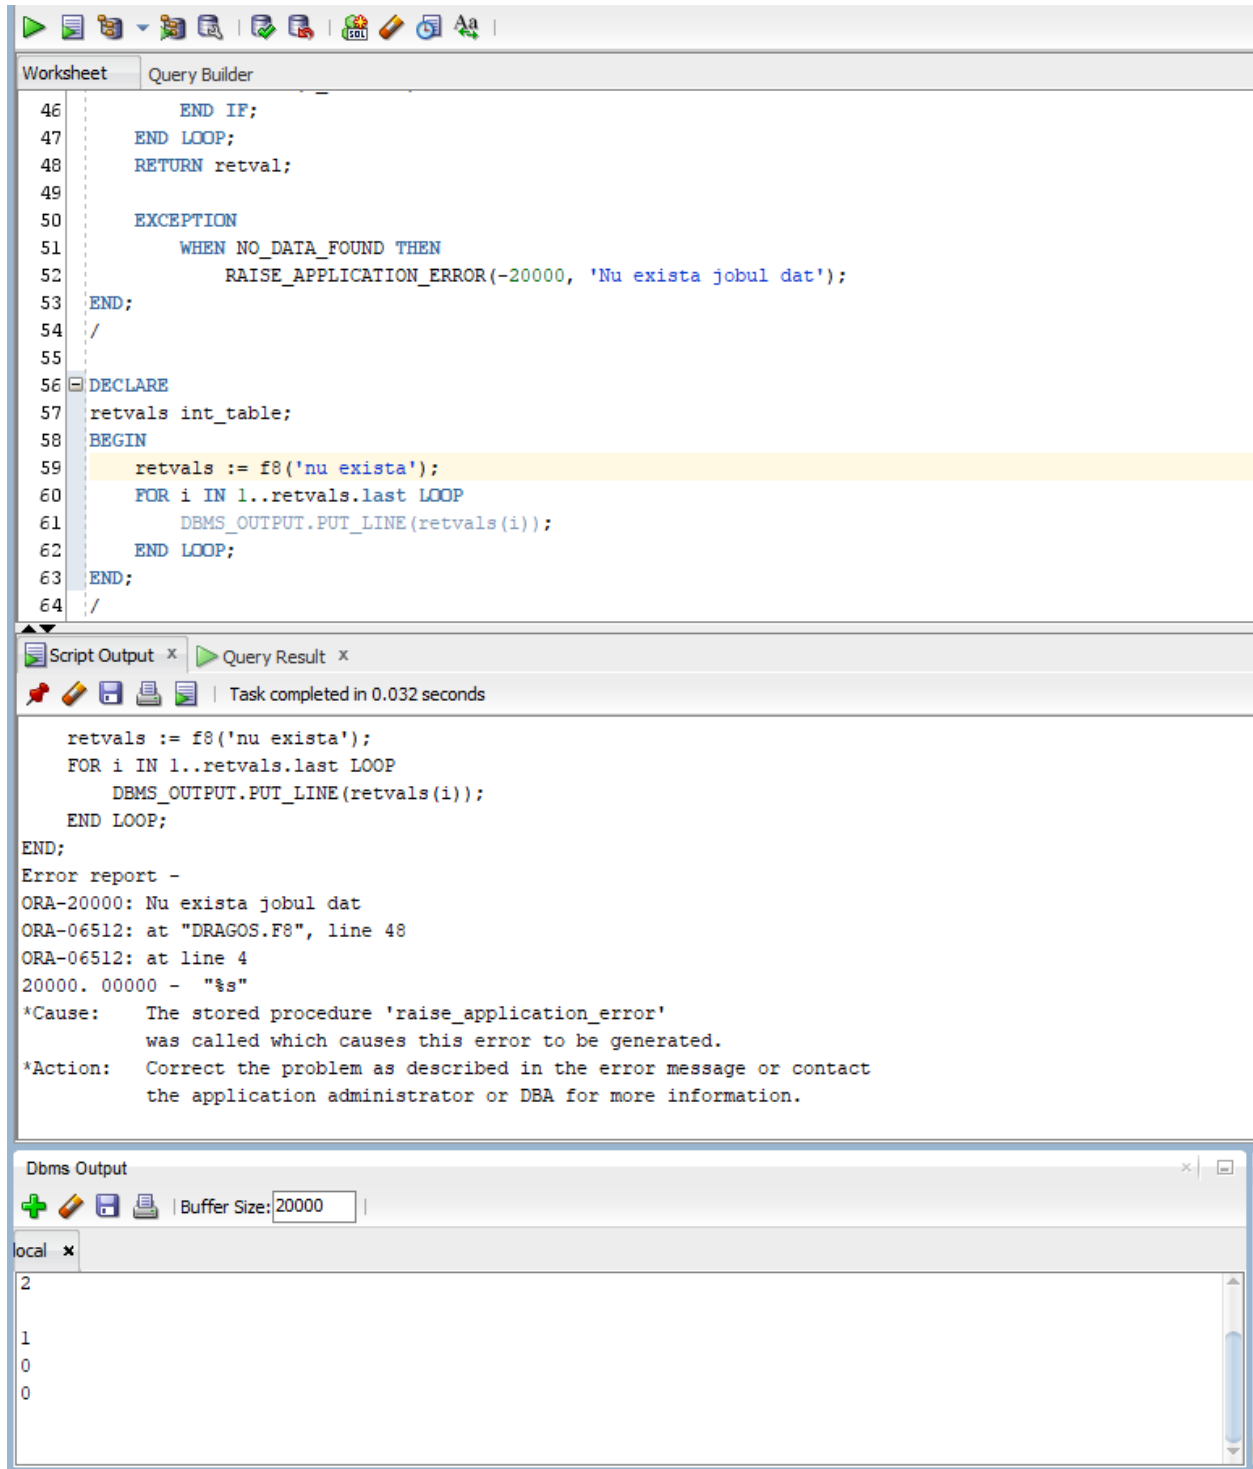 SQL
Aa
Worksheet
Query Builder
46 END IF;
47 END LOOP;
48 RETURN retval;
49
50 EXCEPTION
51 WHEN NO_DATA_FOUND THEN
52 RAISE_APPLICATION_ERROR(-20000, 'Nu exista jobul dat');
53 END;
54 /
55
56 DECLARE
57 retvals int_table;
58 BEGIN
59 retvals := f8('nu exista');
60 FOR i IN 1..retvals.last LOOP
61 DBMS_OUTPUT.PUT_LINE(retvals(i));
62 END LOOP;
63 END;
64 /
Script Output x Query Result x
Task completed in 0.032 seconds
retvals := f8('nu exista');
FOR i IN 1..retvals.last LOOP
DBMS_OUTPUT.PUT_LINE(retvals(i));
END LOOP;
END;
Error report -
ORA-20000: Nu exista jobul dat
ORA-06512: at "DRAGOS.F8", line 48
ORA-06512: at line 4
20000. 00000 - "%s"
*Cause: The stored procedure 'raise_application_error'
was called which causes this error to be generated.
*Action: Correct the problem as described in the error message or contact
the application administrator or DBA for more information.
Dbms Output
Buffer Size: 20000
local x
2
1
0
0